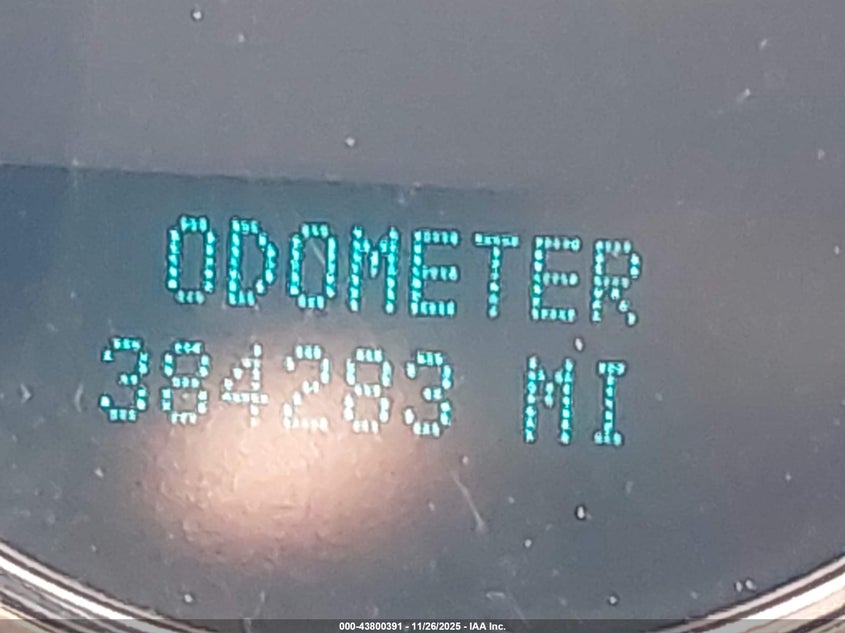 ODOMETER
384283 MI
000-43800391 - 11/26/2025 - IAA Inc.